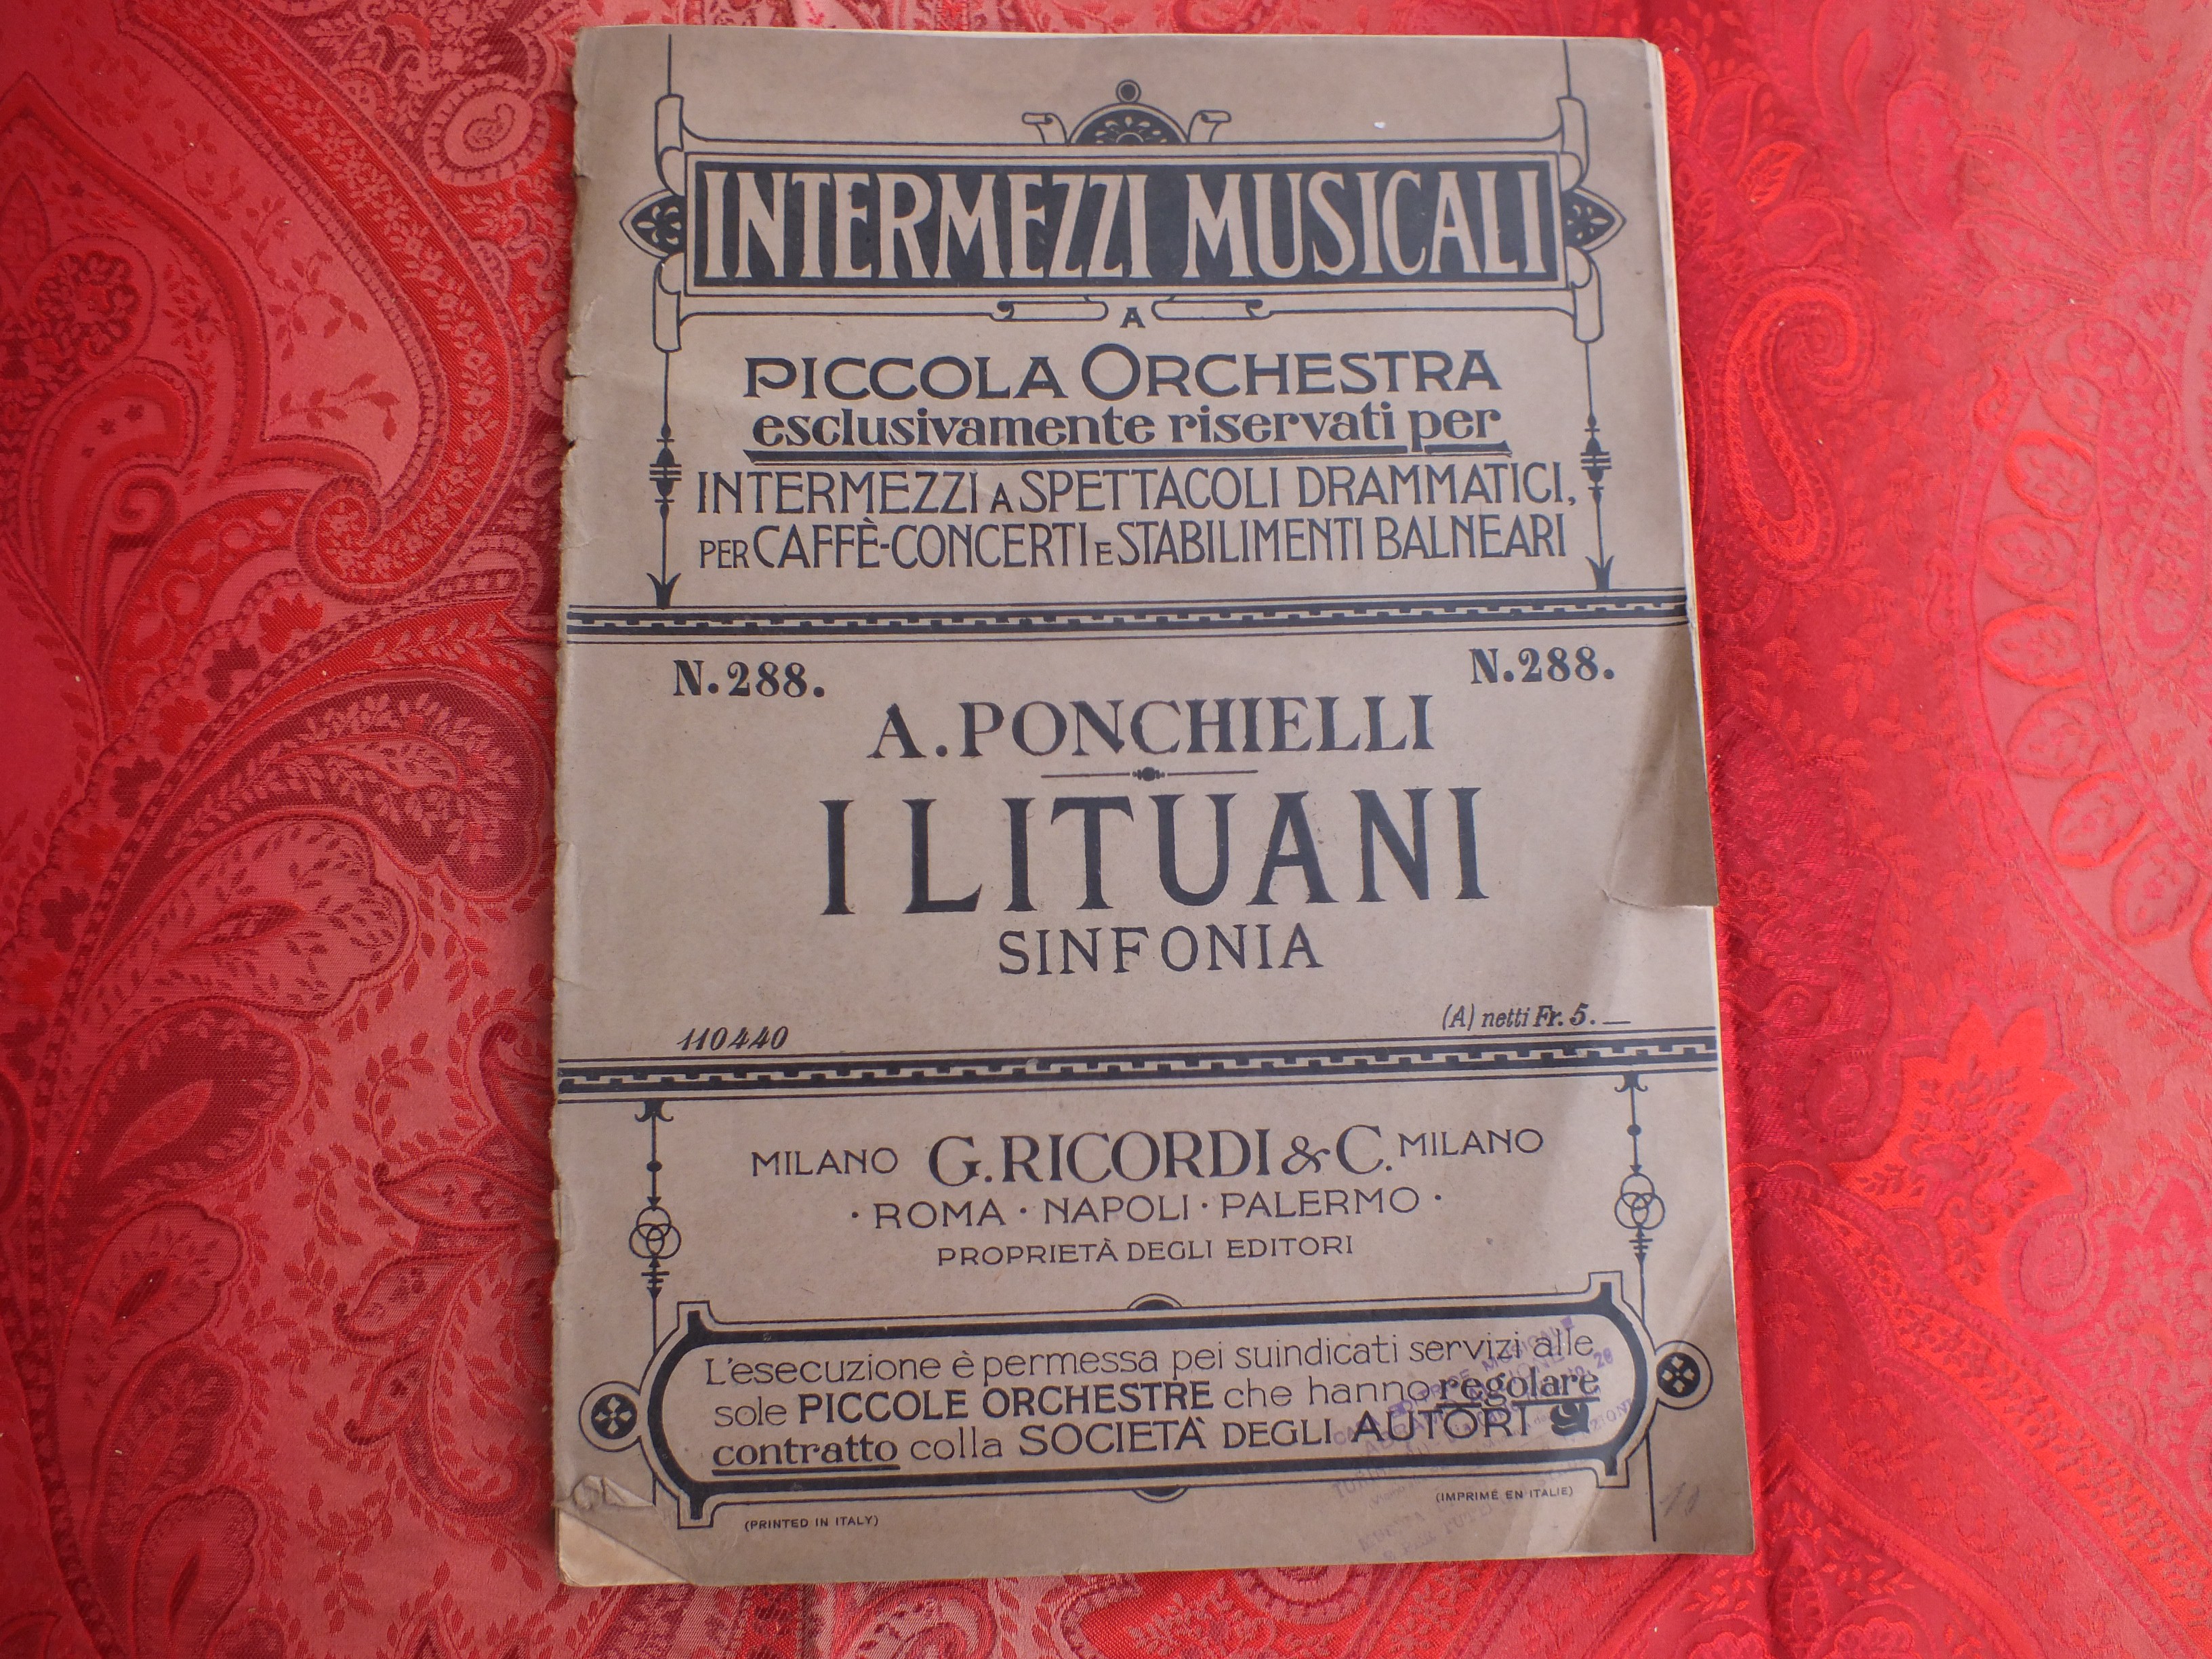 INTERMEZZI MUSICALI
A
PICCOLA ORCHESTRA
esclusivamente riservati per
INTERMEZZI A SPETTACOLI DRAMMATICI,
PER CAFFÈ-CONCERTI E STABILIMENTI BALNEARI
N. 288. N. 288.
A. PONCHIELLI
I LITUANI
SINFONIA
110440 (A) netti Fr. 5. —
MILANO G. RICORDI & C. MILANO
· ROMA · NAPOLI · PALERMO ·
PROPRIETÀ DEGLI EDITORI
L'esecuzione è permessa pei suindicati servizi alle
sole PICCOLE ORCHESTRE che hanno regolare
contratto colla SOCIETÀ DEGLI AUTORI
(PRINTED IN ITALY) (IMPRIMÉ EN ITALIE)